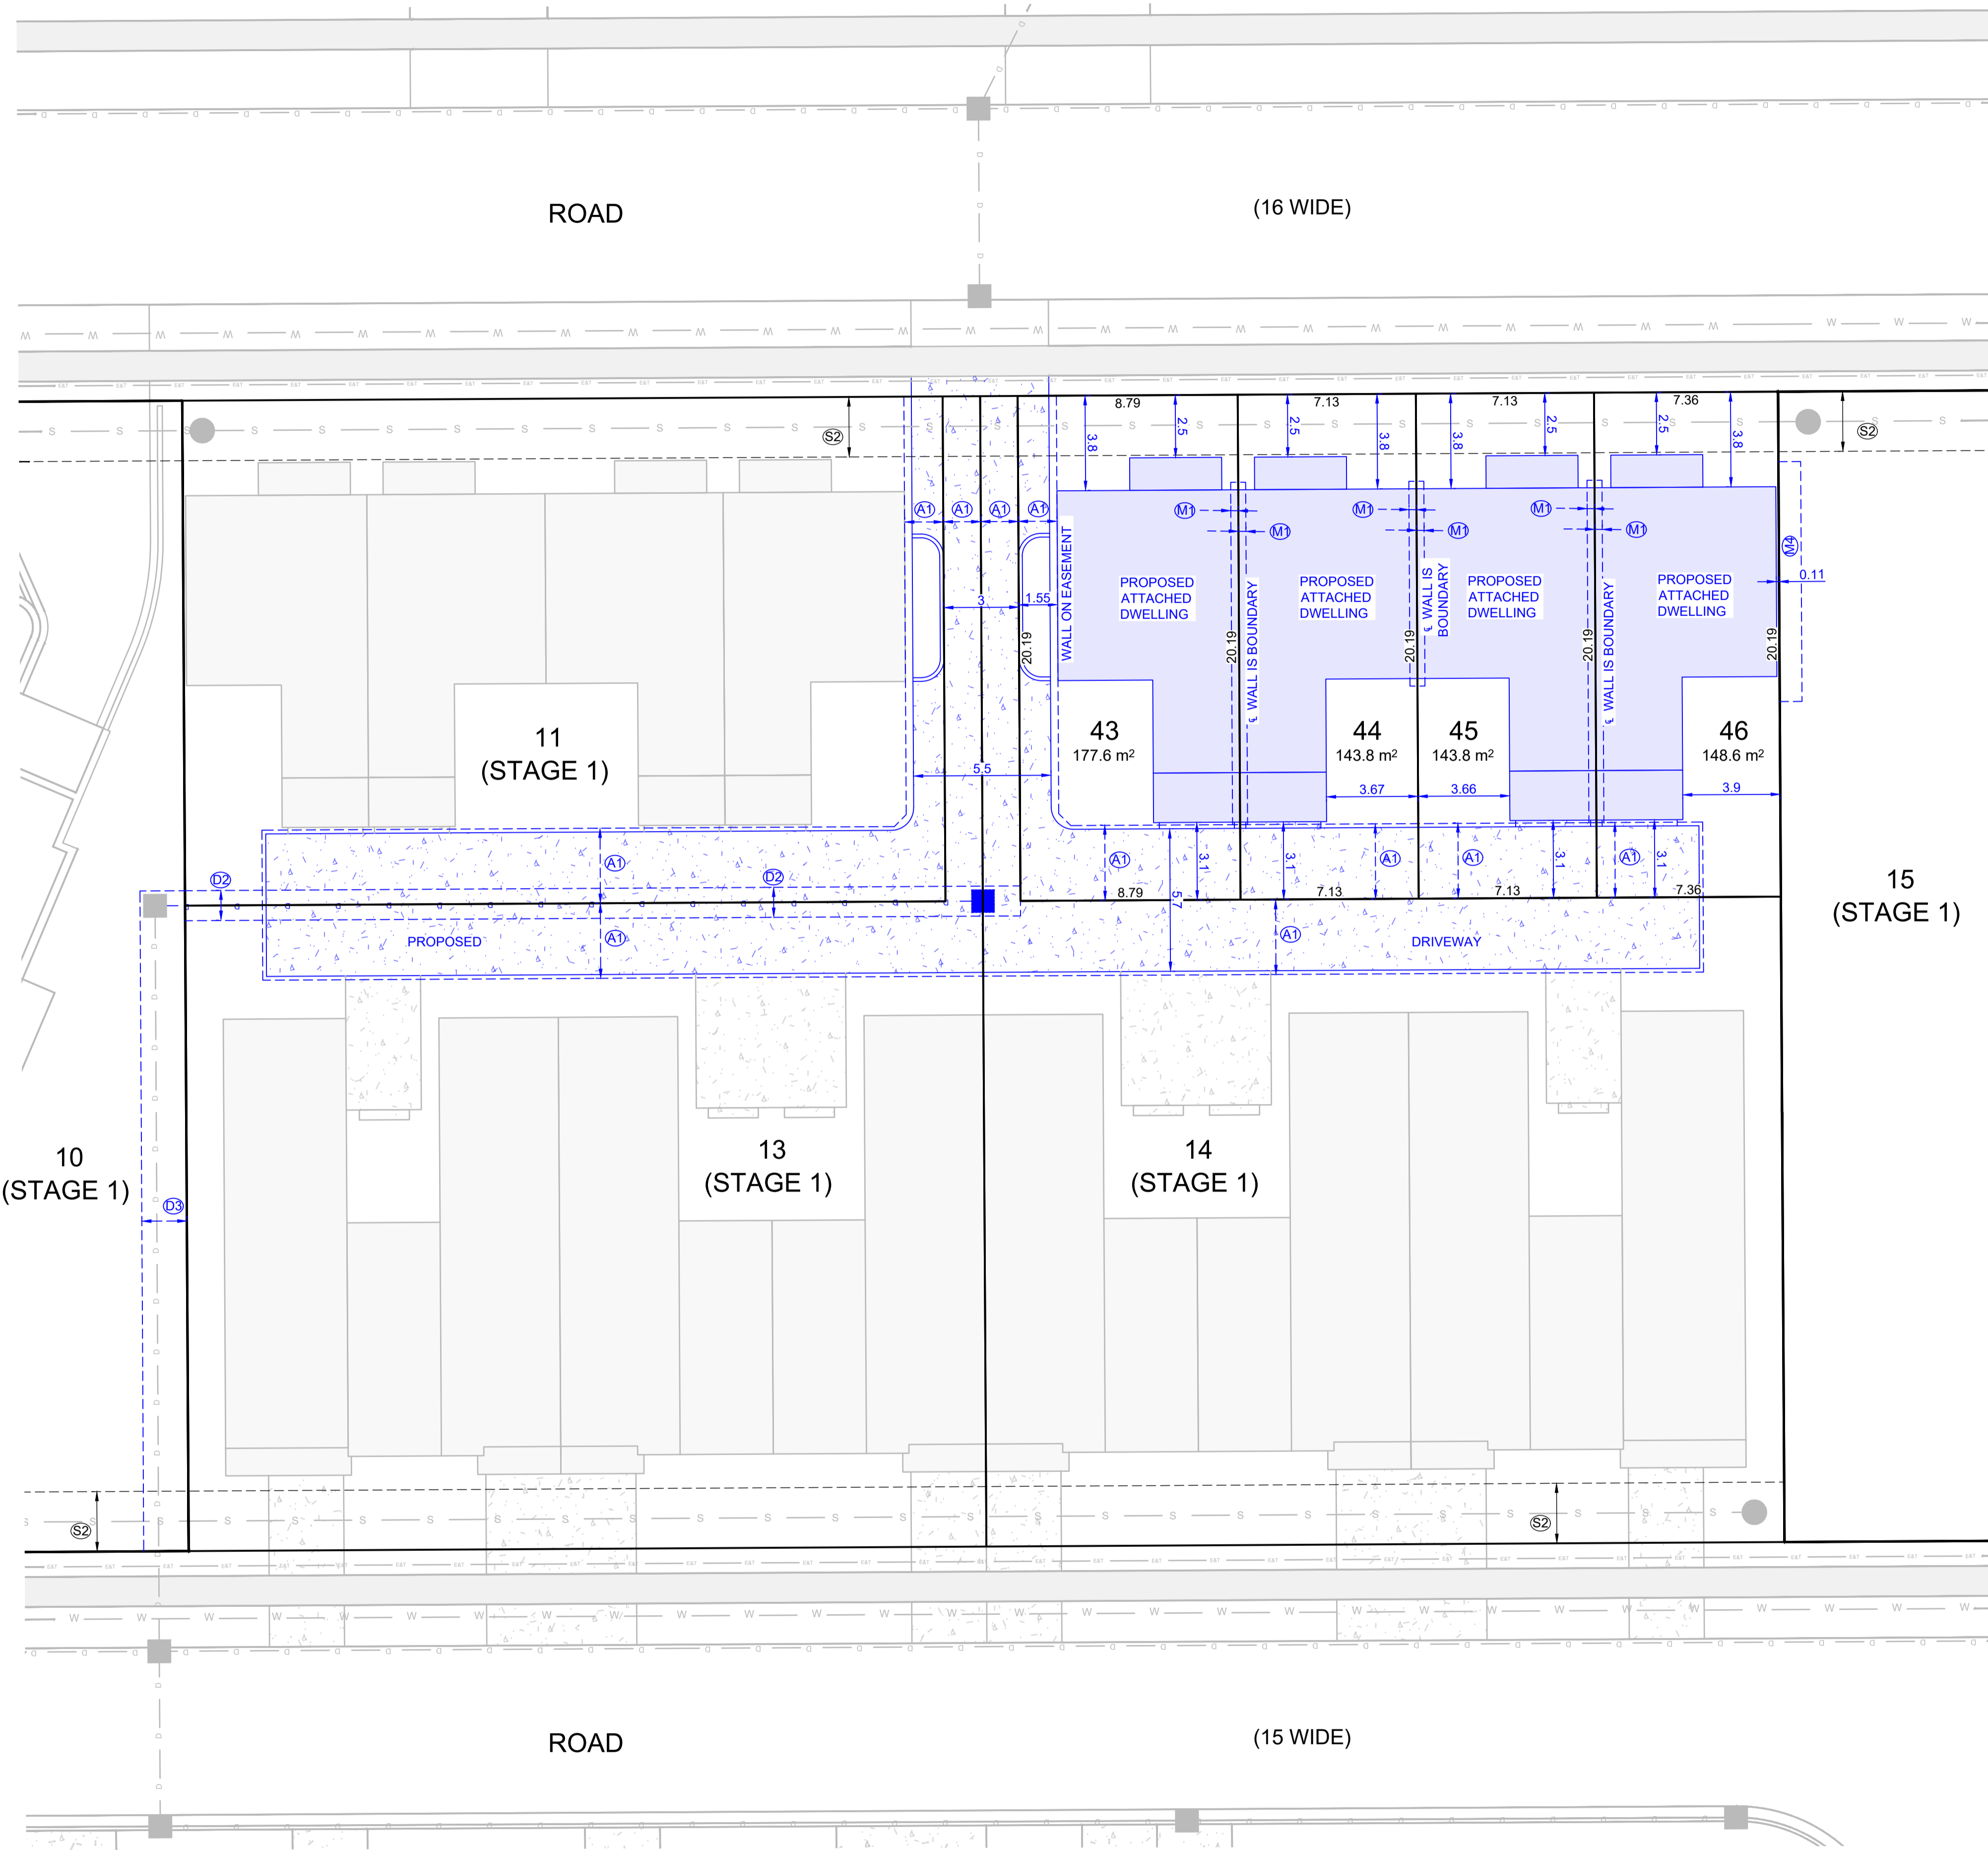 ROAD
(16 WIDE)
8.79
7.13
7.13
7.36
S2
S2
3.8
2.5
2.5
3.8
3.8
2.5
2.5
3.8
A1
A1
A1
A1
M1
M1
M1
M1
M1
M1
M4
0.11
WALL ON EASEMENT
PROPOSED
ATTACHED
DWELLING
PROPOSED
ATTACHED
DWELLING
PROPOSED
ATTACHED
DWELLING
PROPOSED
ATTACHED
DWELLING
℄ WALL IS BOUNDARY
℄ WALL IS
BOUNDARY
℄ WALL IS BOUNDARY
3
1.55
20.19
20.19
20.19
20.19
20.19
11
(STAGE 1)
43
177.6 m²
44
143.8 m²
45
143.8 m²
46
148.6 m²
5.5
3.67
3.66
3.9
A1
A1
3.1
3.1
A1
A1
3.1
A1
3.1
D2
D2
8.79
5.7
7.13
7.13
7.36
15
(STAGE 1)
A1
A1
PROPOSED
DRIVEWAY
10
(STAGE 1)
13
(STAGE 1)
14
(STAGE 1)
D3
S2
S2
ROAD
(15 WIDE)